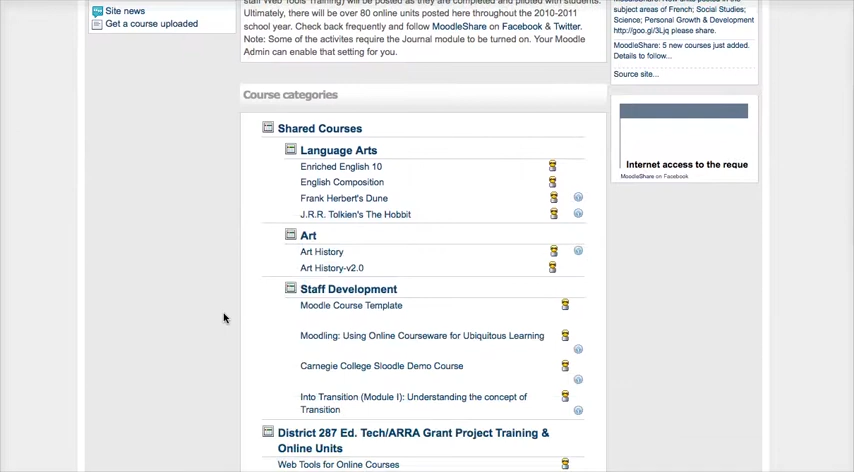 Site news
Get a course uploaded
staff Web Tools Training) will be posted as they are completed and piloted with students.
Ultimately, there will be over 80 online units posted here throughout the 2010-2011
school year. Check back frequently and follow MoodleShare on Facebook & Twitter.
Note: Some of the activites require the Journal module to be turned on. Your Moodle
Admin can enable that setting for you.
Course categories
Shared Courses
Language Arts
Enriched English 10
English Composition
Frank Herbert's Dune
J.R.R. Tolkien's The Hobbit
Art
Art History
Art History-v2.0
Staff Development
Moodle Course Template
Moodling: Using Online Courseware for Ubiquitous Learning
Carnegie College Sloodle Demo Course
Into Transition (Module I): Understanding the concept of
Transition
District 287 Ed. Tech/ARRA Grant Project Training &
Online Units
Web Tools for Online Courses
subject areas of French; Social Studies;
Science; Personal Growth & Development
http://goo.gl/3Ljq please share.
MoodleShare: 5 new courses just added.
Details to follow...
Source site...
Internet access to the reque
MoodleShare on Facebook